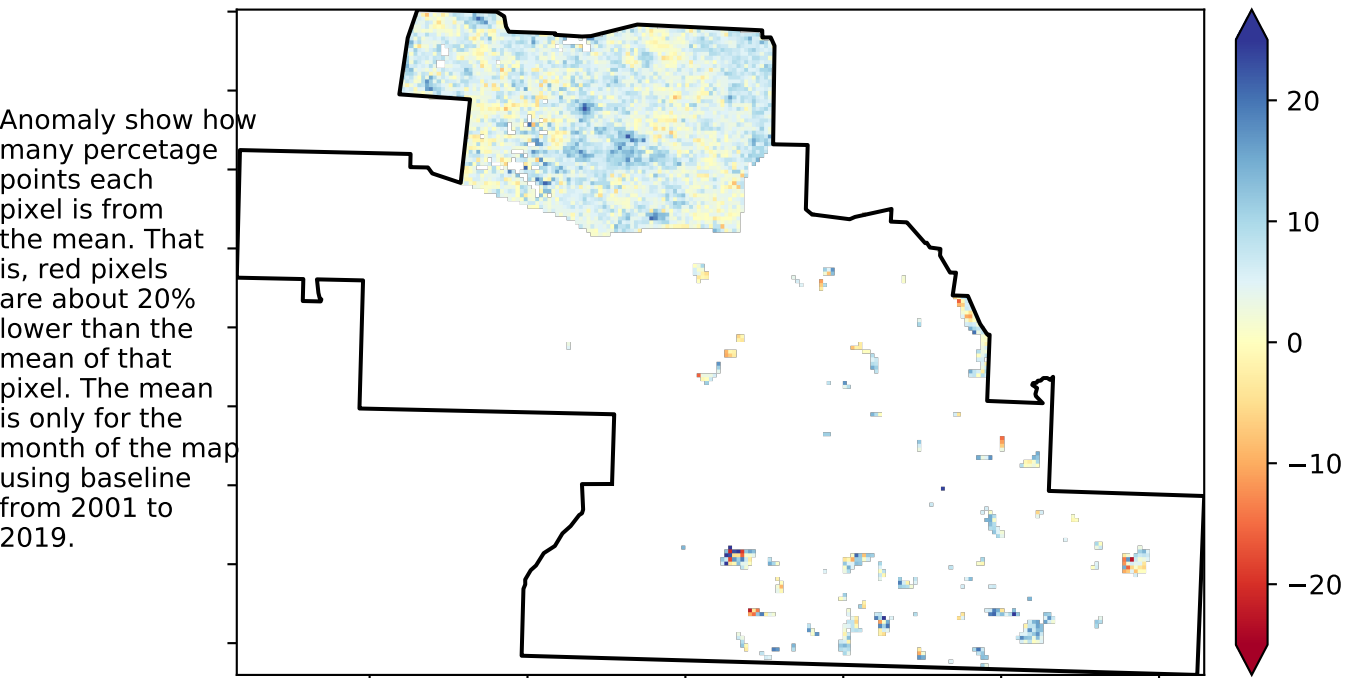 Anomaly show how
many percetage
points each
pixel is from
the mean. That
is, red pixels
are about 20%
lower than the
mean of that
pixel. The mean
is only for the
month of the map
using baseline
from 2001 to
2019.
20
10
0
−10
−20